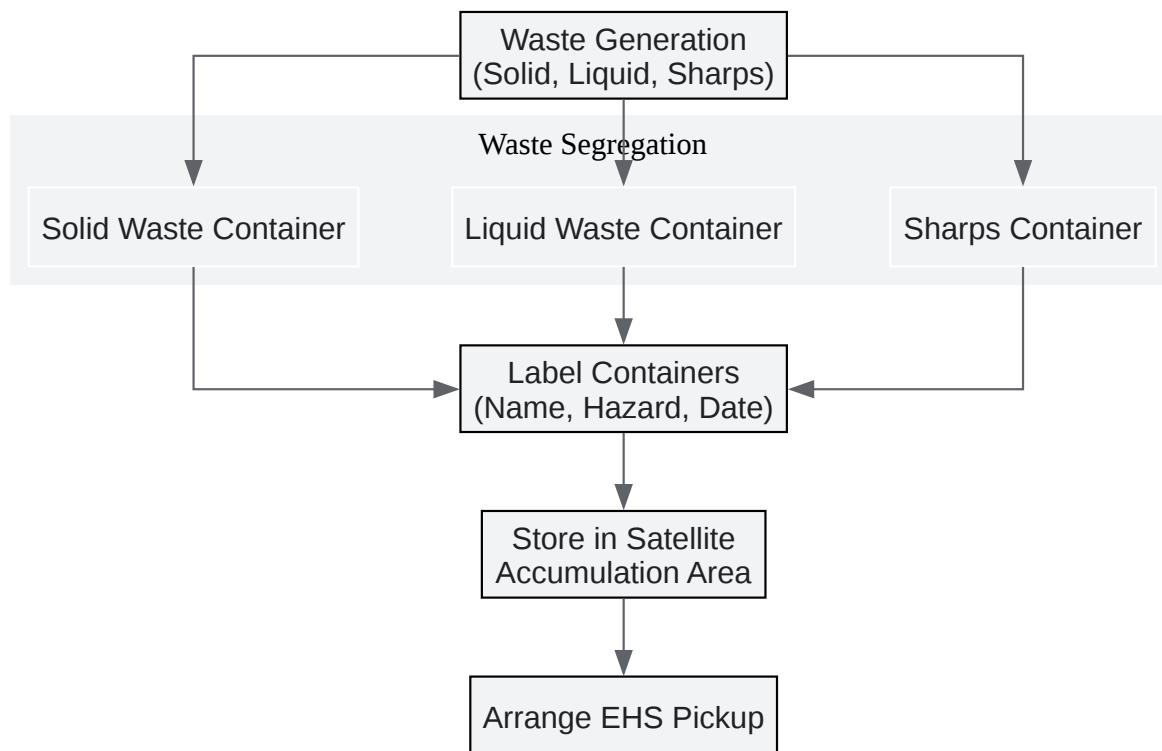 Waste Generation
(Solid, Liquid, Sharps)
Waste Segregation
Solid Waste Container
Liquid Waste Container
Sharps Container
Label Containers
(Name, Hazard, Date)
Store in Satellite
Accumulation Area
Arrange EHS Pickup